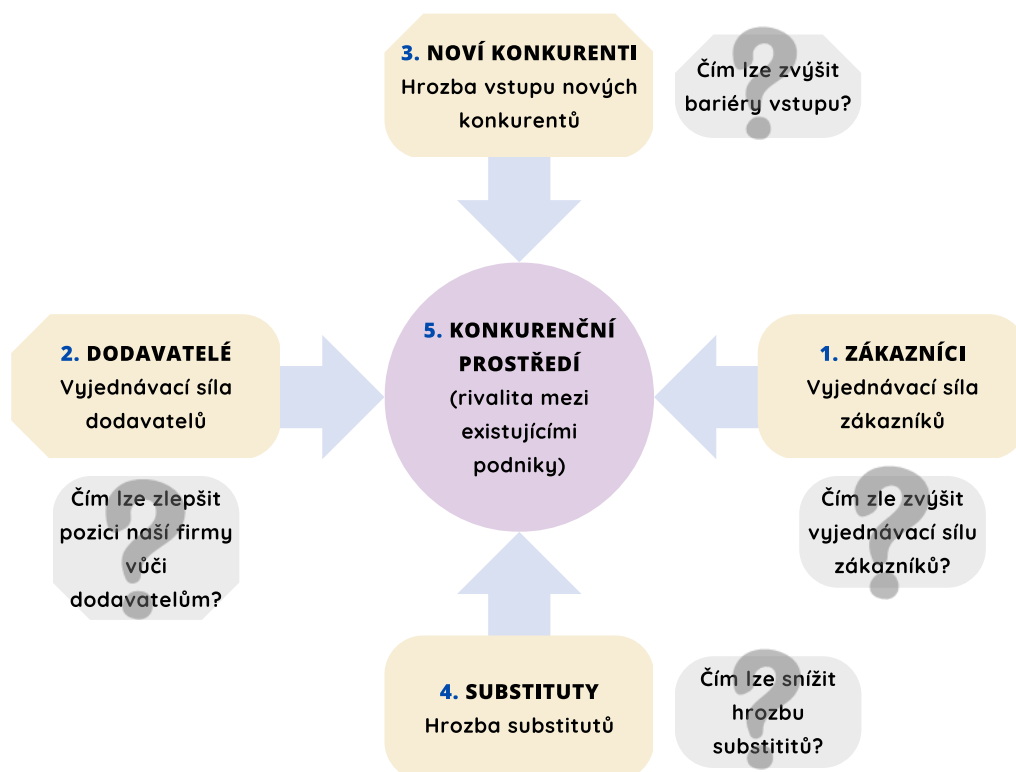 3. NOVÍ KONKURENTI
Hrozba vstupu nových
konkurentů
Čím lze zvýšit
bariéry vstupu?
2. DODAVATELÉ
Vyjednávací síla
dodavatelů
Čím lze zlepšit
pozici naší firmy
vůči
dodavatelům?
5. KONKURENČNÍ
PROSTŘEDÍ
(rivalita mezi
existujícími
podniky)
1. ZÁKAZNÍCI
Vyjednávací síla
zákazníků
Čím zle zvýšit
vyjednávací sílu
zákazníků?
4. SUBSTITUTY
Hrozba substitutů
Čím lze snížit
hrozbu
substititů?